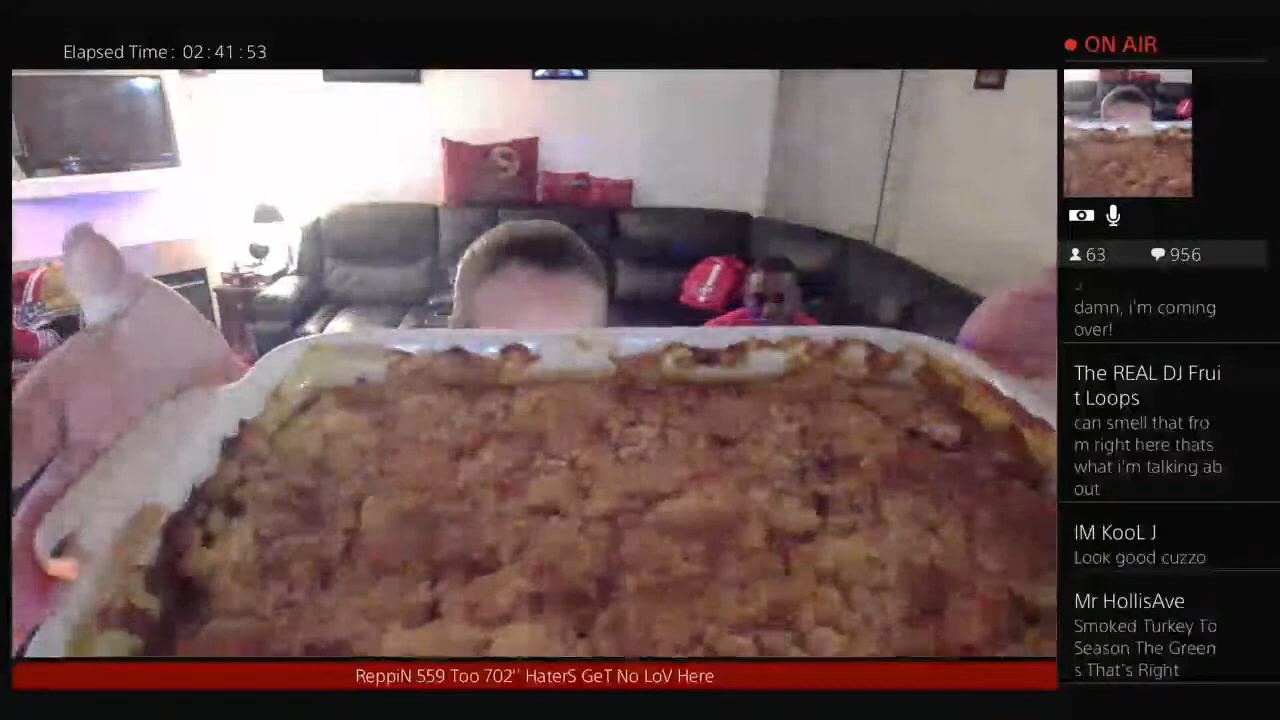 Elapsed Time: 02:41:53
ON AIR
63 956
damn, i'm coming
over!
The REAL DJ Frui
t Loops
can smell that fro
m right here thats
what i'm talking ab
out
IM KooL J
Look good cuzzo
Mr HollisAve
Smoked Turkey To
Season The Green
s That's Right
ReppiN 559 Too 702'' HaterS GeT No LoV Here